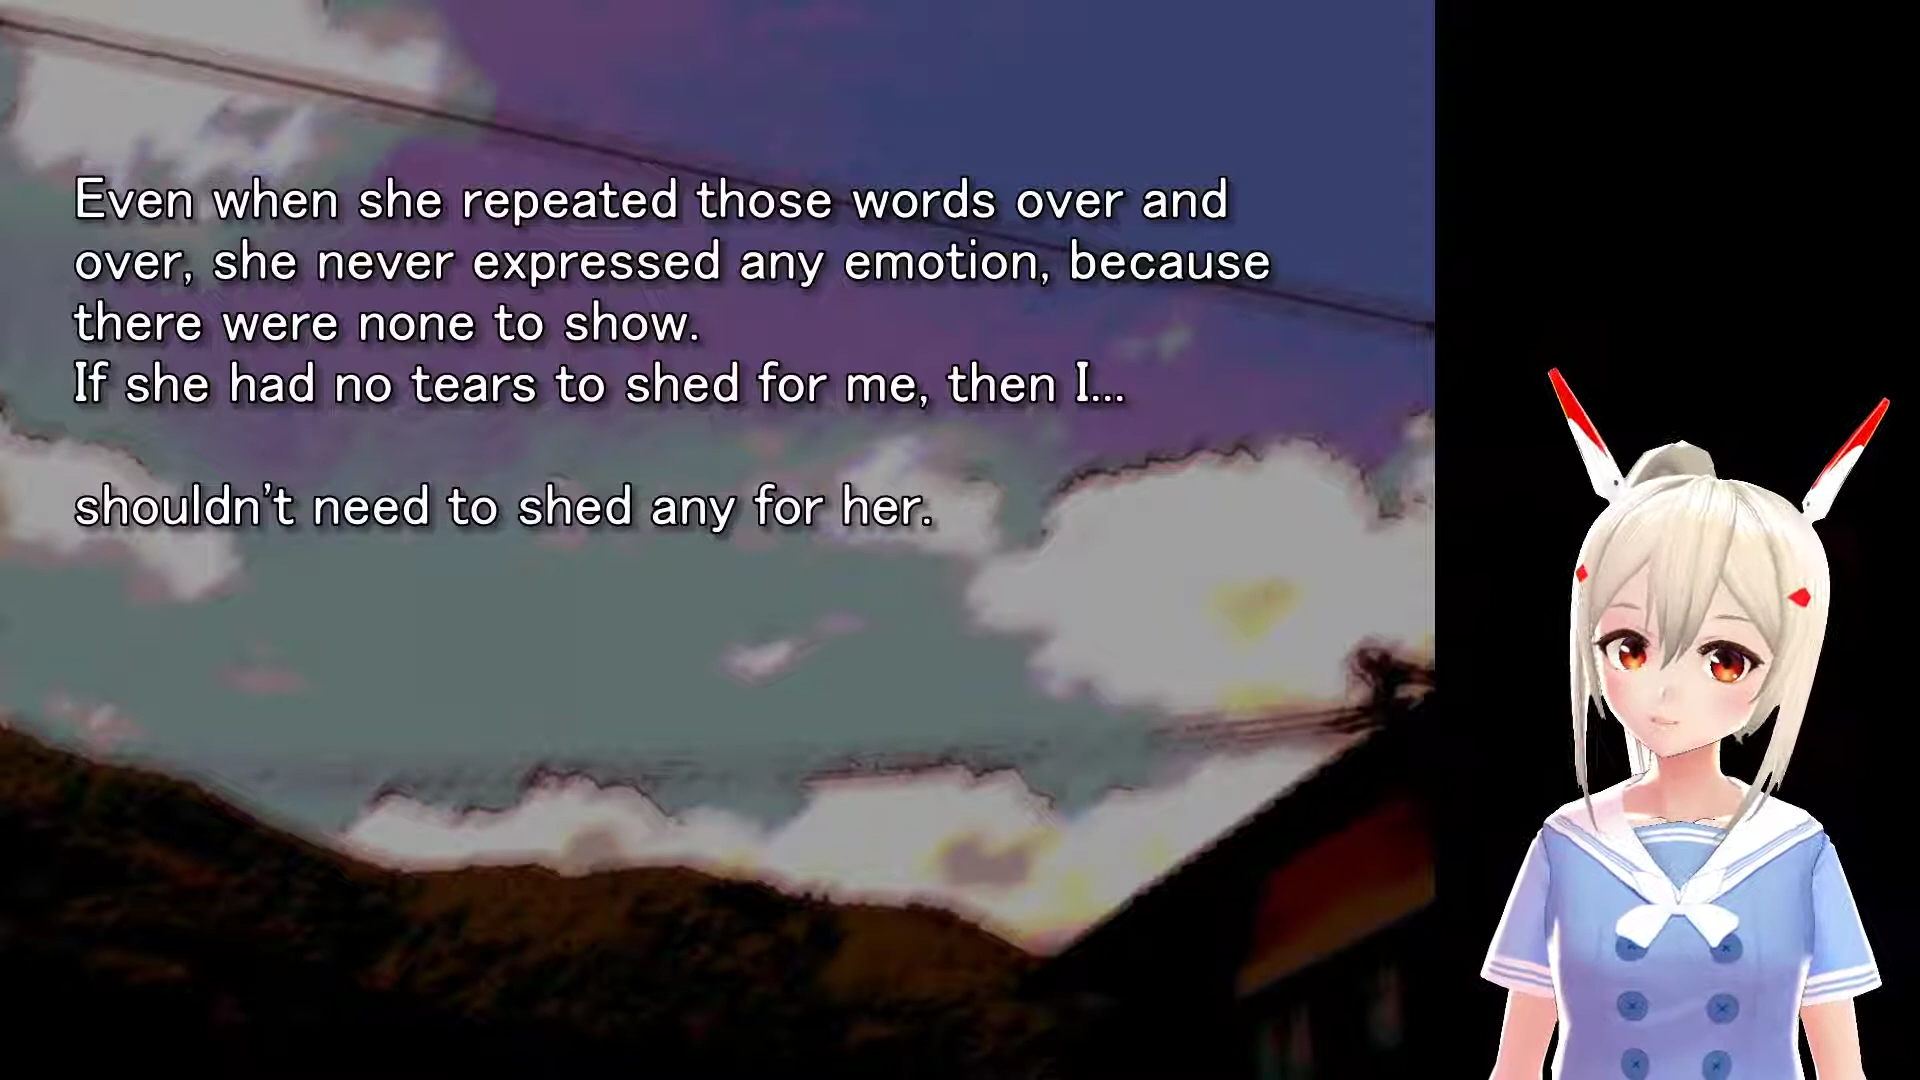 Even when she repeated those words over and
over, she never expressed any emotion, because
there were none to show.
If she had no tears to shed for me, then I...
shouldn't need to shed any for her.